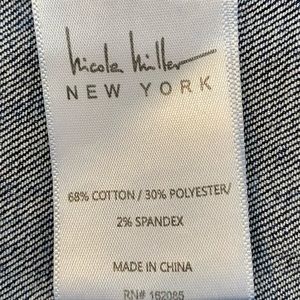 Nicole Miller
NEW YORK
68% COTTON / 30% POLYESTER/
2% SPANDEX
MADE IN CHINA
RN# 162085